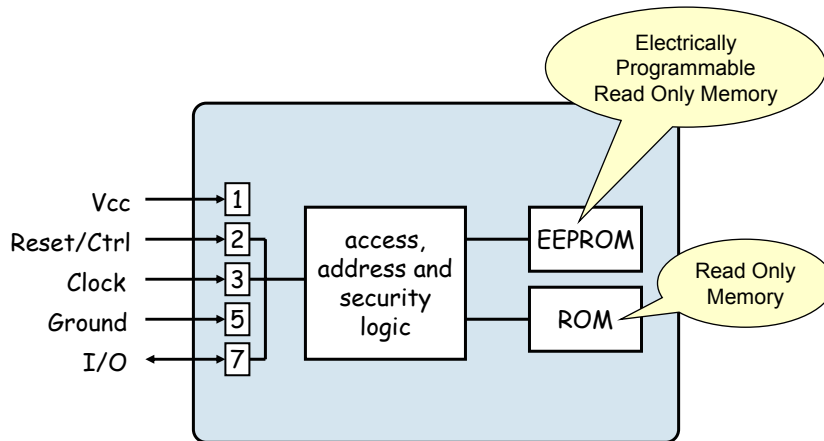 Electrically
Programmable
Read Only Memory
Vcc
1
Reset/Ctrl
2
Clock
3
Ground
5
I/O
7
access,
address and
security
logic
EEPROM
ROM
Read Only
Memory